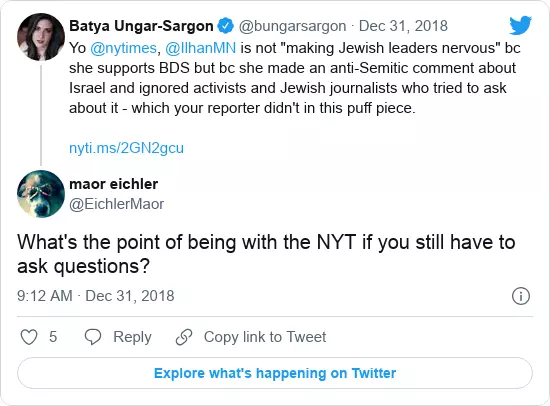 Batya Ungar-Sargon @bungarsargon · Dec 31, 2018
Yo @nytimes, @IlhanMN is not "making Jewish leaders nervous" bc
she supports BDS but bc she made an anti-Semitic comment about
Israel and ignored activists and Jewish journalists who tried to ask
about it - which your reporter didn't in this puff piece.
nyti.ms/2GN2gcu
maor eichler
@EichlerMaor
What's the point of being with the NYT if you still have to
ask questions?
9:12 AM · Dec 31, 2018
5 Reply Copy link to Tweet
Explore what's happening on Twitter